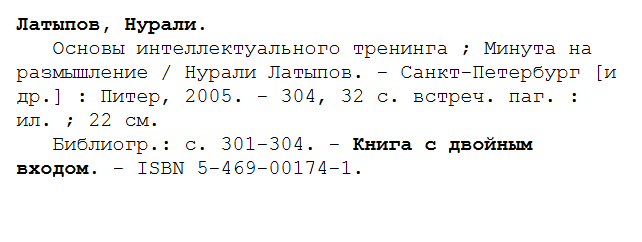 Латыпов, Нурали.
Основы интеллектуального тренинга ; Минута на
размышление / Нурали Латыпов. - Санкт-Петербург [и
др.] : Питер, 2005. - 304, 32 с. встреч. паг. :
ил. ; 22 см.
Библиогр.: с. 301-304. - Книга с двойным
входом. - ISBN 5-469-00174-1.